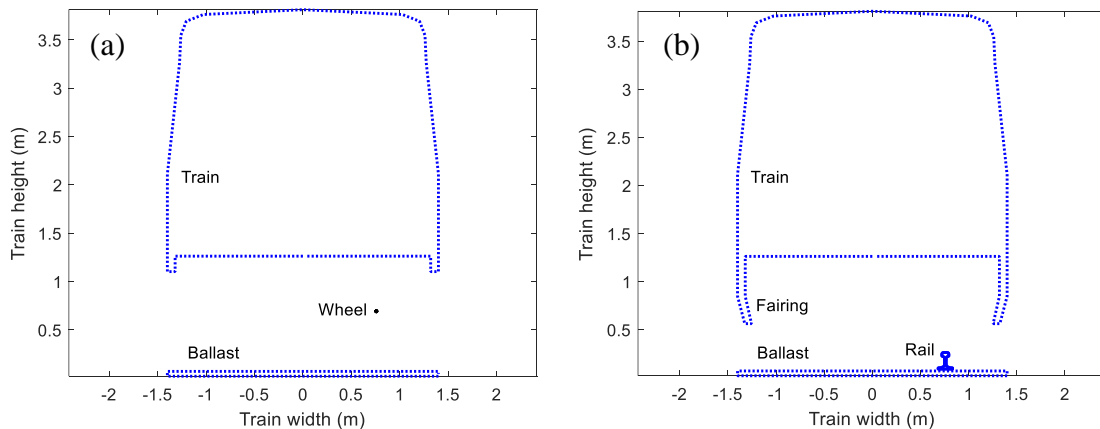 (a)
3.5
3
2.5
2
1.5
1
0.5
Train height (m)
Train
Wheel
Ballast
-2 -1.5 -1 -0.5 0 0.5 1 1.5 2
Train width (m)
(b)
3.5
3
2.5
2
1.5
1
0.5
Train height (m)
Train
Fairing
Ballast
Rail
-2 -1.5 -1 -0.5 0 0.5 1 1.5 2
Train width (m)